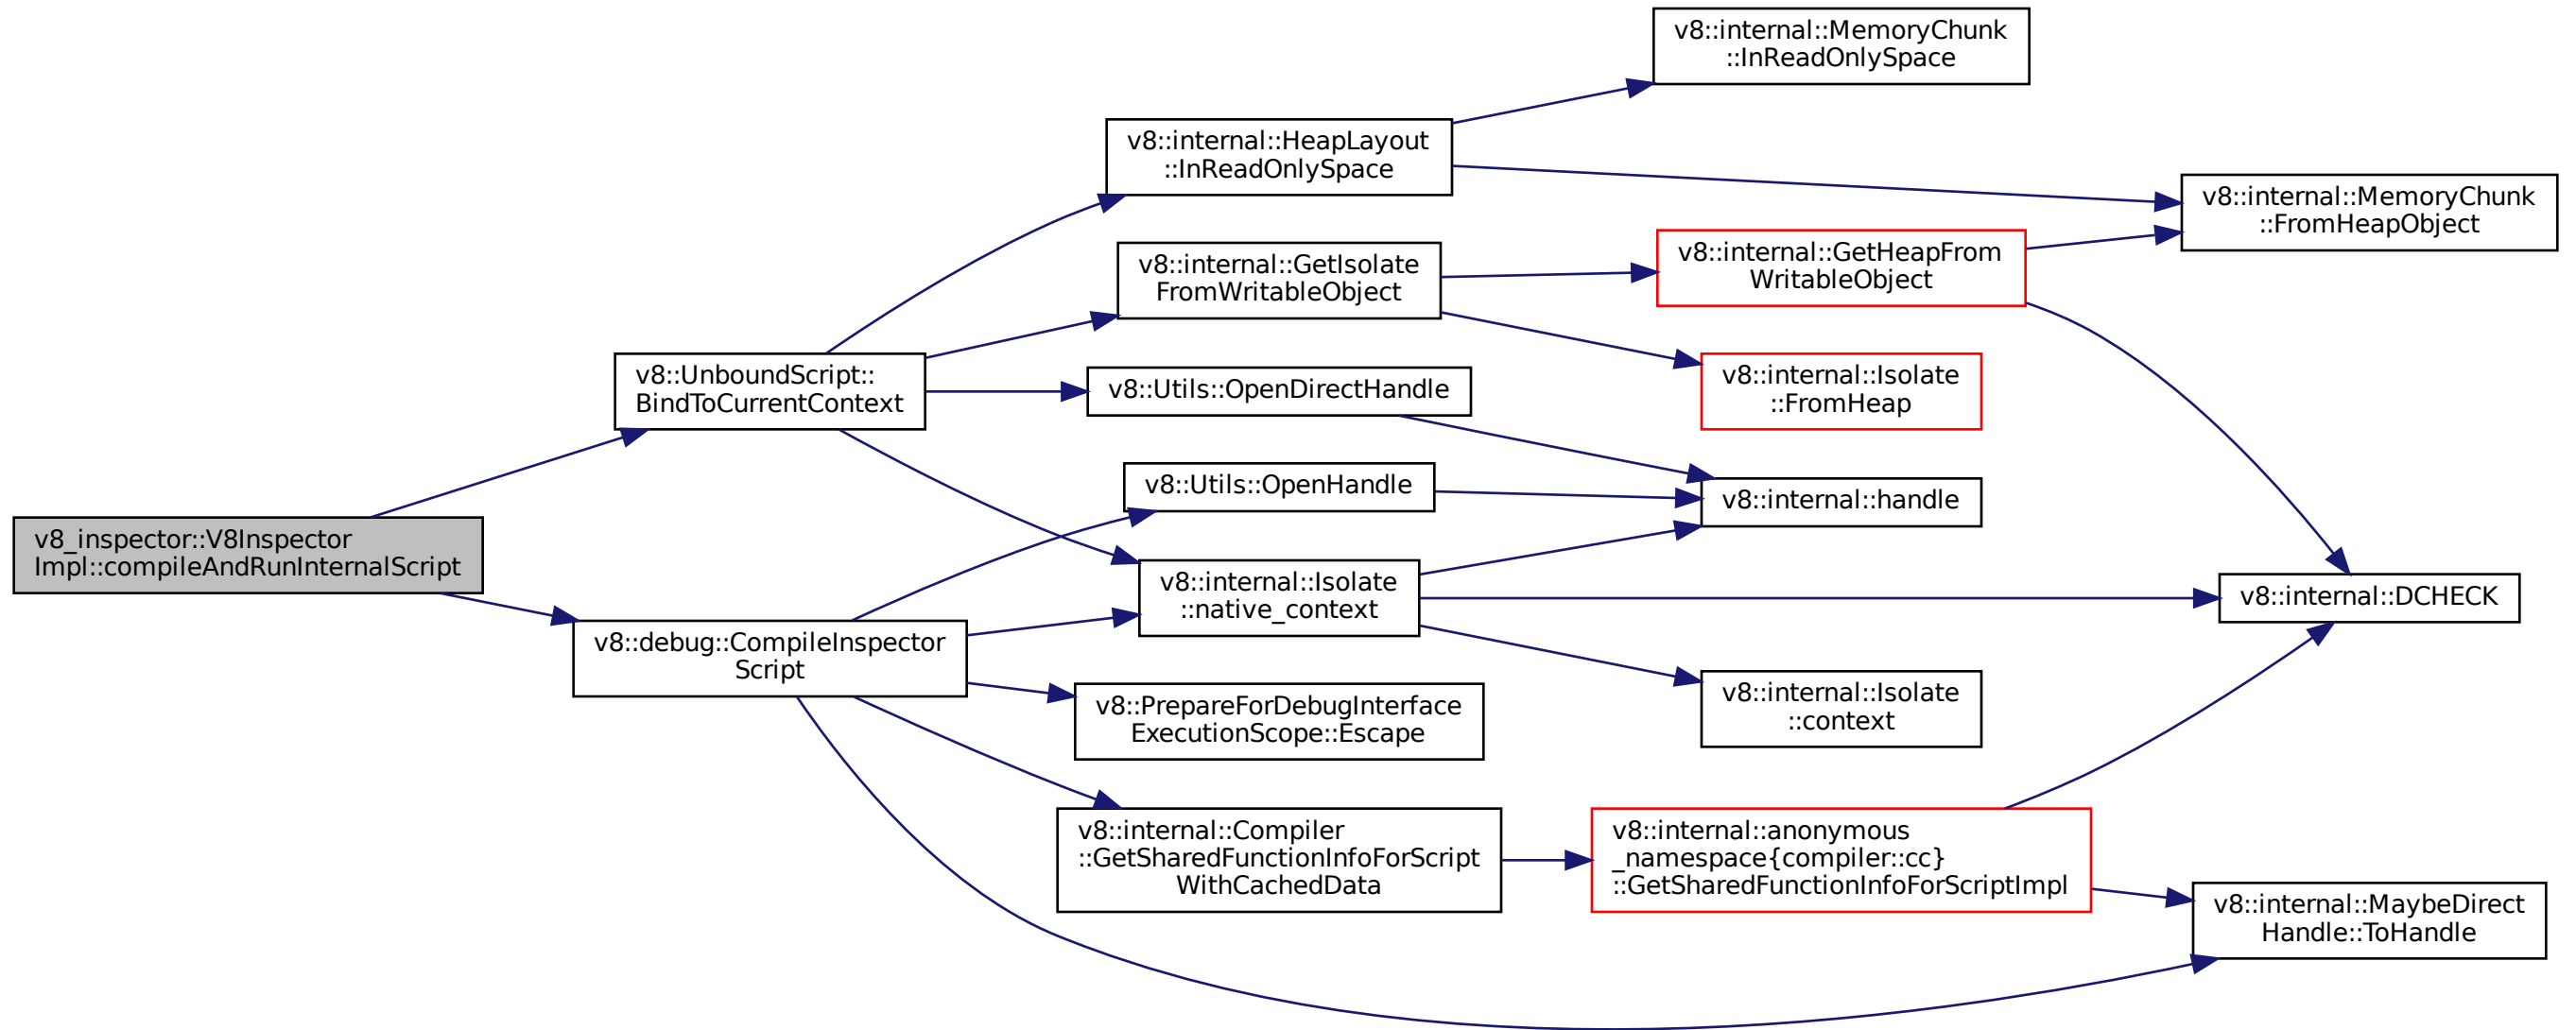 v8_inspector::V8Inspector
Impl::compileAndRunInternalScript
v8::UnboundScript::
BindToCurrentContext
v8::debug::CompileInspector
Script
v8::internal::HeapLayout
::InReadOnlySpace
v8::internal::GetIsolate
FromWritableObject
v8::Utils::OpenDirectHandle
v8::Utils::OpenHandle
v8::internal::Isolate
::native_context
v8::PrepareForDebugInterface
ExecutionScope::Escape
v8::internal::Compiler
::GetSharedFunctionInfoForScript
WithCachedData
v8::internal::MemoryChunk
::InReadOnlySpace
v8::internal::GetHeapFrom
WritableObject
v8::internal::Isolate
::FromHeap
v8::internal::handle
v8::internal::Isolate
::context
v8::internal::anonymous
_namespace{compiler::cc}
::GetSharedFunctionInfoForScriptImpl
v8::internal::MemoryChunk
::FromHeapObject
v8::internal::DCHECK
v8::internal::MaybeDirect
Handle::ToHandle